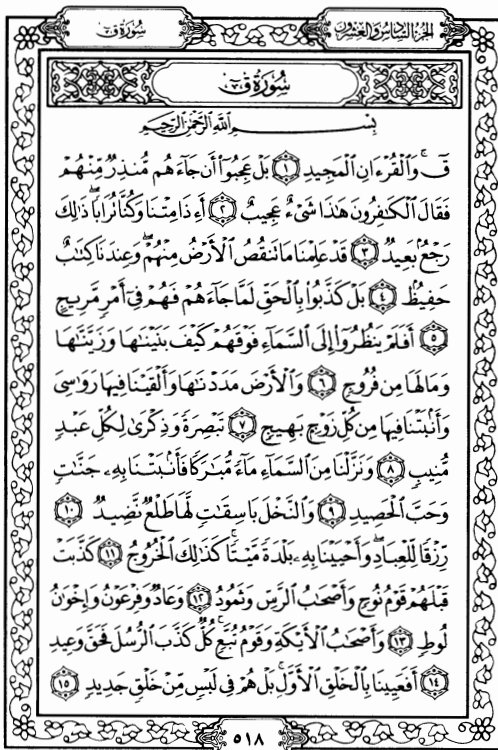 الجزء السادس والعشرون
سورة ق
سُورَةُ ق
بِسْمِ ٱللَّهِ ٱلرَّحْمَٰنِ ٱلرَّحِيمِ
قٓۚ وَٱلْقُرْءَانِ ٱلْمَجِيدِ ۝١ بَلْ عَجِبُوٓا۟ أَن جَآءَهُم مُّنذِرٌ مِّنْهُمْ
فَقَالَ ٱلْكَٰفِرُونَ هَٰذَا شَىْءٌ عَجِيبٌ ۝٢ أَءِذَا مِتْنَا وَكُنَّا تُرَابًاۖ ذَٰلِكَ
رَجْعٌۢ بَعِيدٌ ۝٣ قَدْ عَلِمْنَا مَا تَنقُصُ ٱلْأَرْضُ مِنْهُمْۖ وَعِندَنَا كِتَٰبٌ
حَفِيظٌۢ ۝٤ بَلْ كَذَّبُوا۟ بِٱلْحَقِّ لَمَّا جَآءَهُمْ فَهُمْ فِىٓ أَمْرٍ مَّرِيجٍ
۝٥ أَفَلَمْ يَنظُرُوٓا۟ إِلَى ٱلسَّمَآءِ فَوْقَهُمْ كَيْفَ بَنَيْنَٰهَا وَزَيَّنَّٰهَا
وَمَا لَهَا مِن فُرُوجٍ ۝٦ وَٱلْأَرْضَ مَدَدْنَٰهَا وَأَلْقَيْنَا فِيهَا رَوَٰسِىَ
وَأَنۢبَتْنَا فِيهَا مِن كُلِّ زَوْجٍۭ بَهِيجٍ ۝٧ تَبْصِرَةً وَذِكْرَىٰ لِكُلِّ عَبْدٍ
مُّنِيبٍ ۝٨ وَنَزَّلْنَا مِنَ ٱلسَّمَآءِ مَآءً مُّبَٰرَكًا فَأَنۢبَتْنَا بِهِۦ جَنَّٰتٍ
وَحَبَّ ٱلْحَصِيدِ ۝٩ وَٱلنَّخْلَ بَاسِقَٰتٍ لَّهَا طَلْعٌ نَّضِيدٌ ۝١٠
رِّزْقًا لِّلْعِبَادِۖ وَأَحْيَيْنَا بِهِۦ بَلْدَةً مَّيْتًاۚ كَذَٰلِكَ ٱلْخُرُوجُ ۝١١ كَذَّبَتْ
قَبْلَهُمْ قَوْمُ نُوحٍ وَأَصْحَٰبُ ٱلرَّسِّ وَثَمُودُ ۝١٢ وَعَادٌ وَفِرْعَوْنُ وَإِخْوَٰنُ
لُوطٍ ۝١٣ وَأَصْحَٰبُ ٱلْأَيْكَةِ وَقَوْمُ تُبَّعٍۚ كُلٌّ كَذَّبَ ٱلرُّسُلَ فَحَقَّ وَعِيدِ
۝١٤ أَفَعَيِينَا بِٱلْخَلْقِ ٱلْأَوَّلِۚ بَلْ هُمْ فِى لَبْسٍ مِّنْ خَلْقٍ جَدِيدٍ ۝١٥
٥١٨